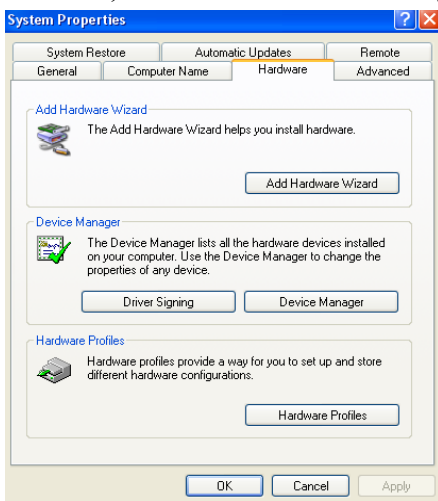 System Properties
System Restore Automatic Updates Remote
General Computer Name Hardware Advanced
Add Hardware Wizard
The Add Hardware Wizard helps you install hardware.
Add Hardware Wizard
Device Manager
The Device Manager lists all the hardware devices installed
on your computer. Use the Device Manager to change the
properties of any device.
Driver Signing Device Manager
Hardware Profiles
Hardware profiles provide a way for you to set up and store
different hardware configurations.
Hardware Profiles
OK Cancel Apply